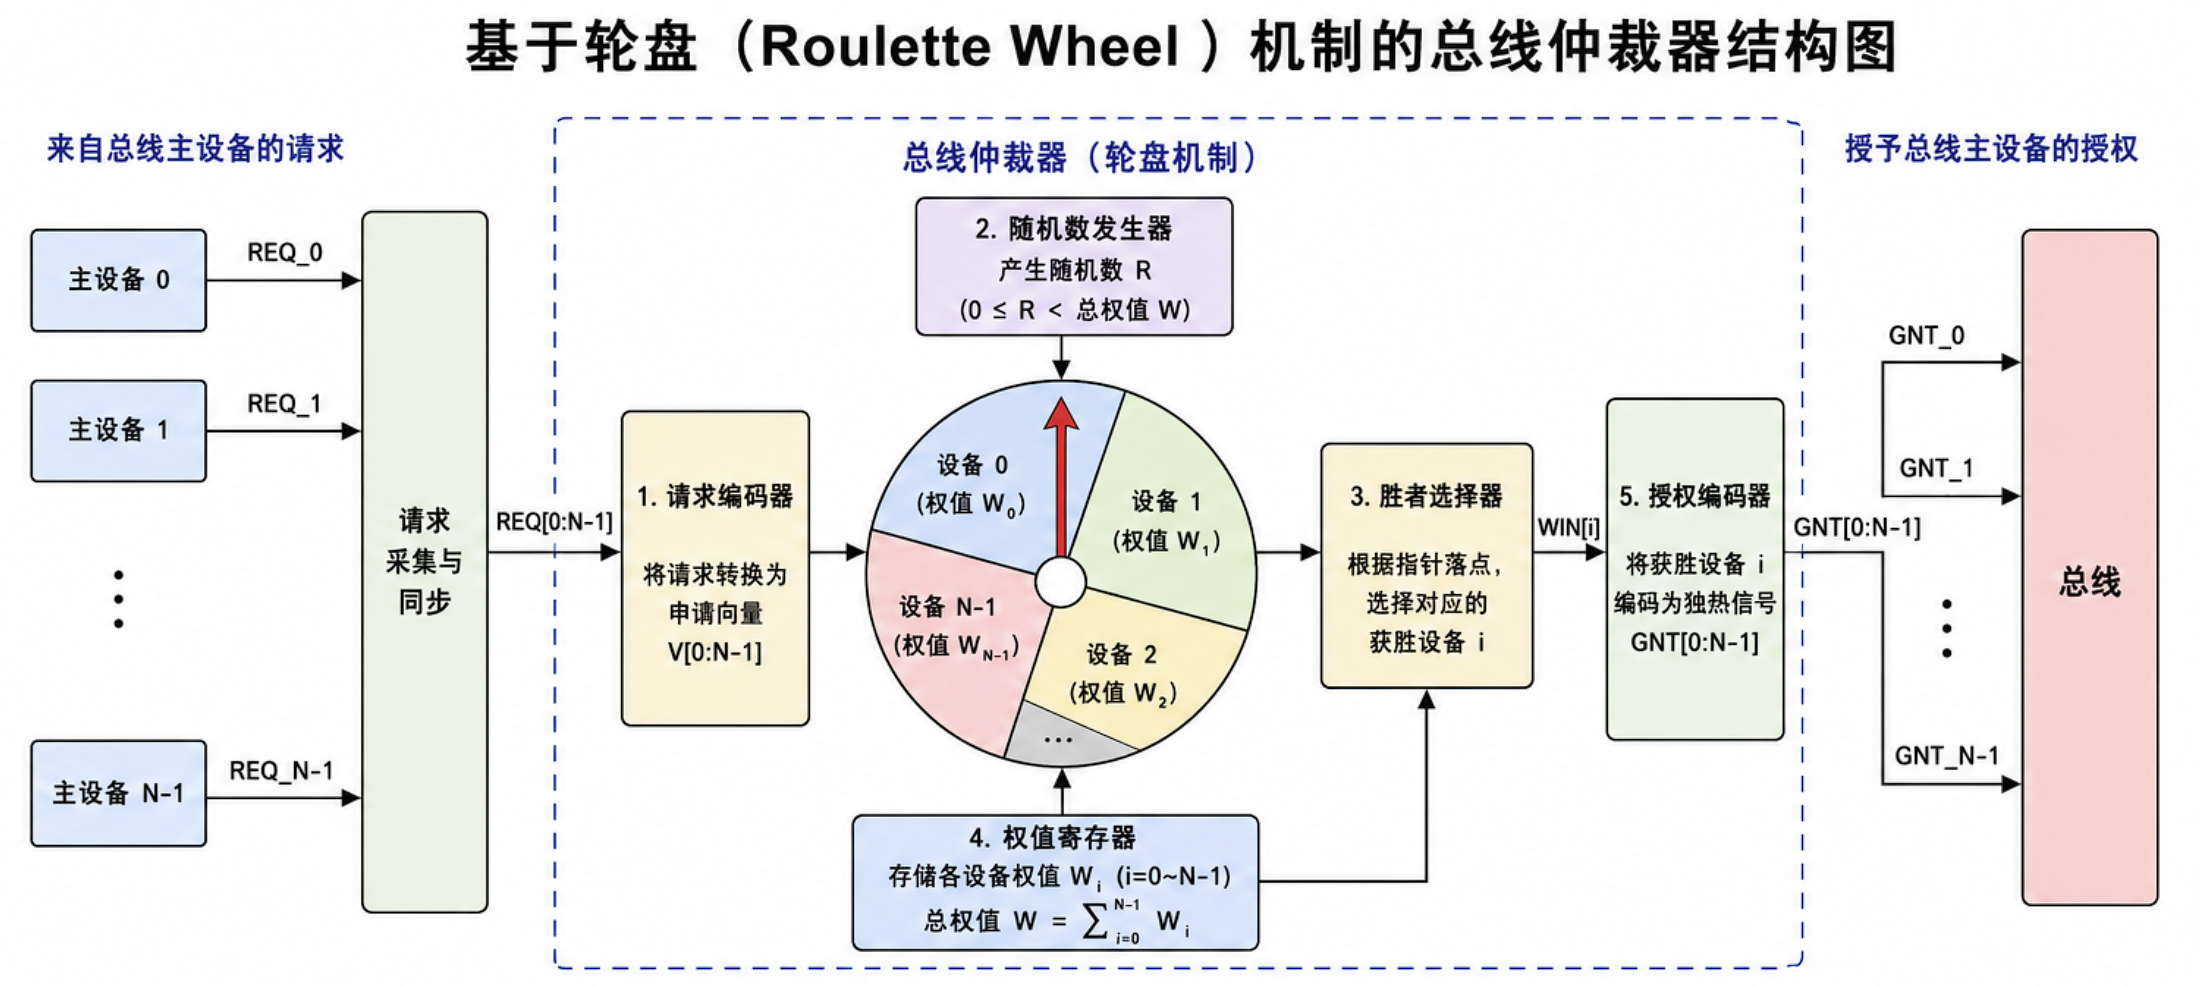 基于轮盘（Roulette Wheel ）机制的总线仲裁器结构图
来自总线主设备的请求
总线仲裁器（轮盘机制）
授予总线主设备的授权
主设备 0
REQ_0
主设备 1
REQ_1
主设备 N-1
REQ_N-1
请求
采集与
同步
REQ[0:N-1]
1. 请求编码器
将请求转换为
申请向量
V[0:N-1]
2. 随机数发生器
产生随机数 R
(0 ≤ R < 总权值 W)
设备 0
(权值 W₀)
设备 1
(权值 W₁)
设备 2
(权值 W₂)
...
设备 N-1
(权值 W_{N-1})
4. 权值寄存器
存储各设备权值 W_i (i=0~N-1)
总权值 W = ∑_{i=0}^{N-1} W_i
3. 胜者选择器
根据指针落点，
选择对应的
获胜设备 i
WIN[i]
5. 授权编码器
将获胜设备 i
编码为独热信号
GNT[0:N-1]
GNT[0:N-1]
GNT_0
GNT_1
GNT_N-1
总线